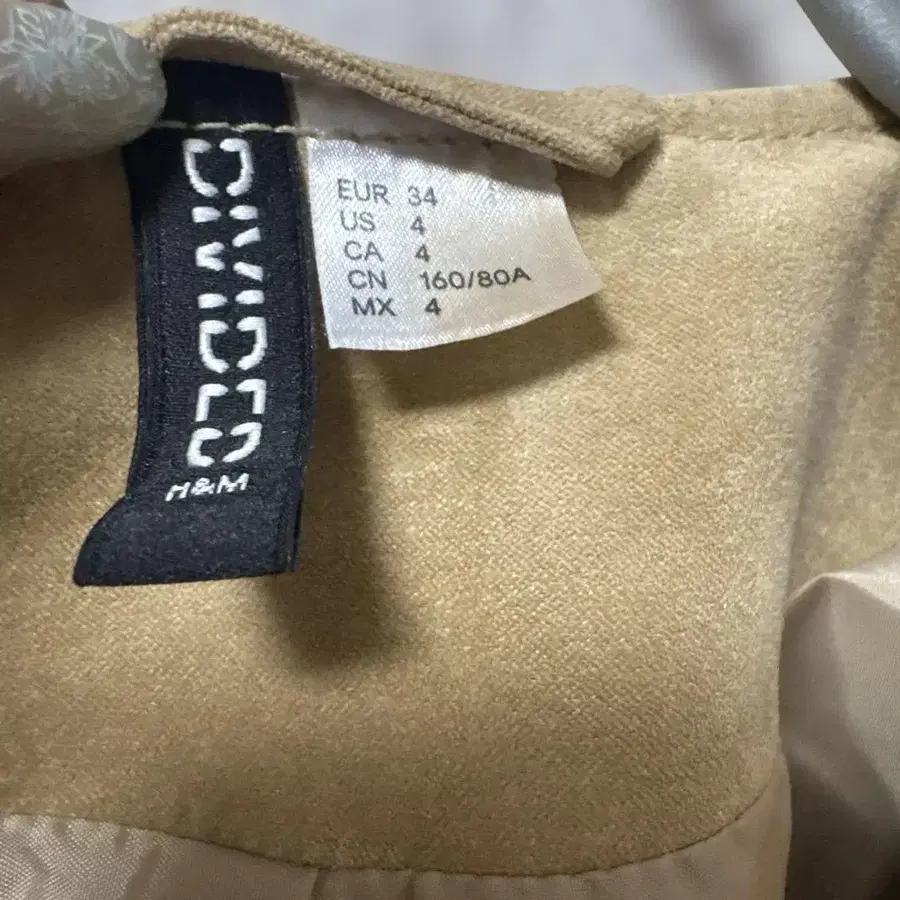 DIVIDED
H&M
EUR 34
US 4
CA 4
CN 160/80A
MX 4